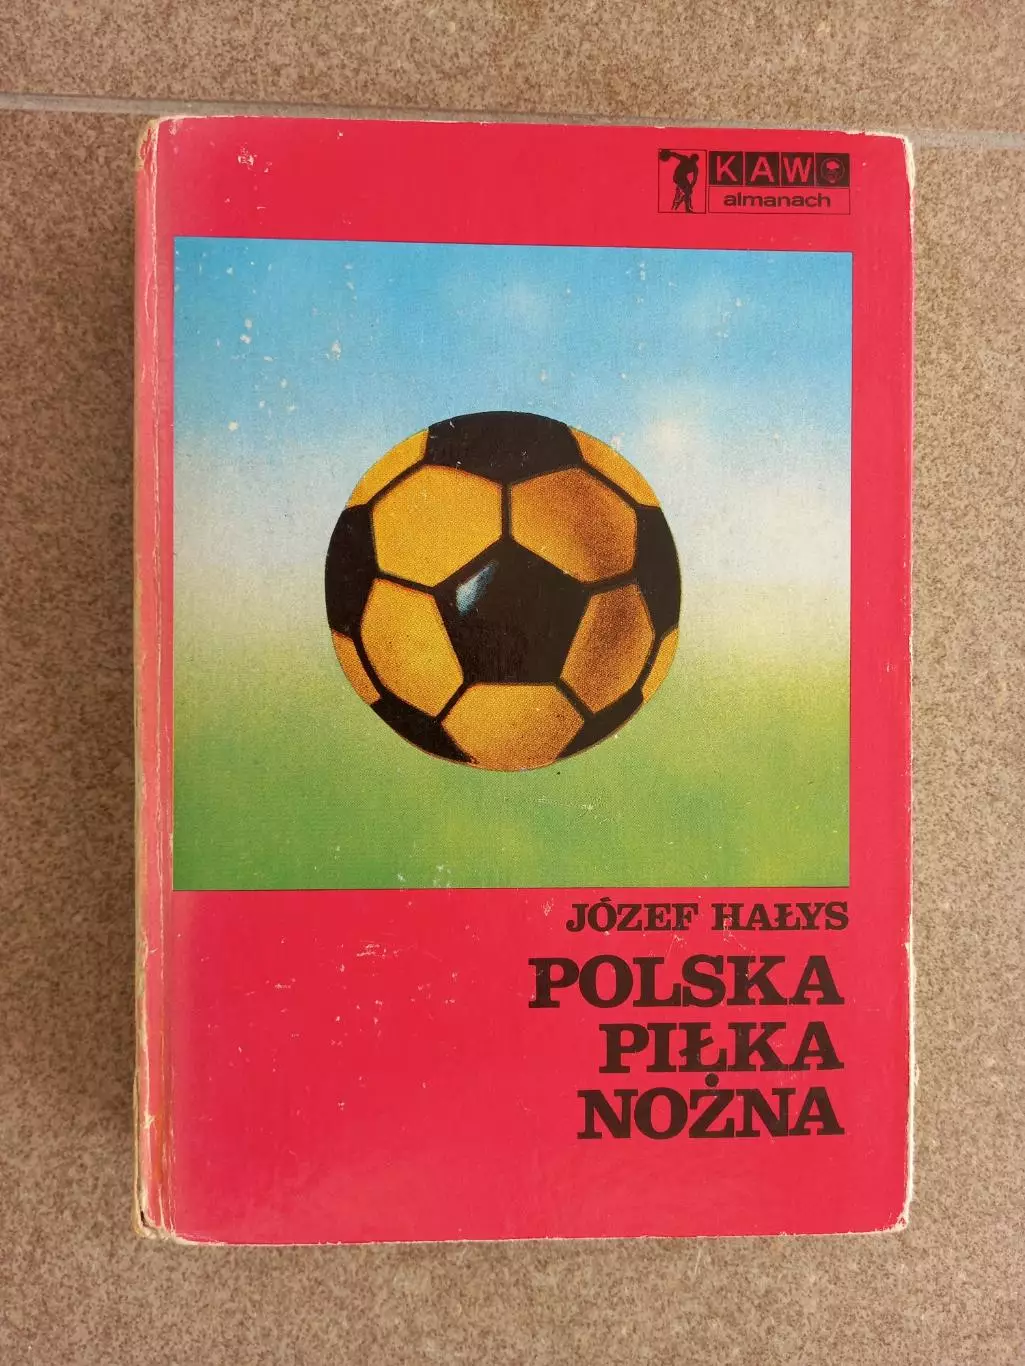 KAW
almanach
JÓZEF HAŁYS
POLSKA
PIŁKA
NOŻNA